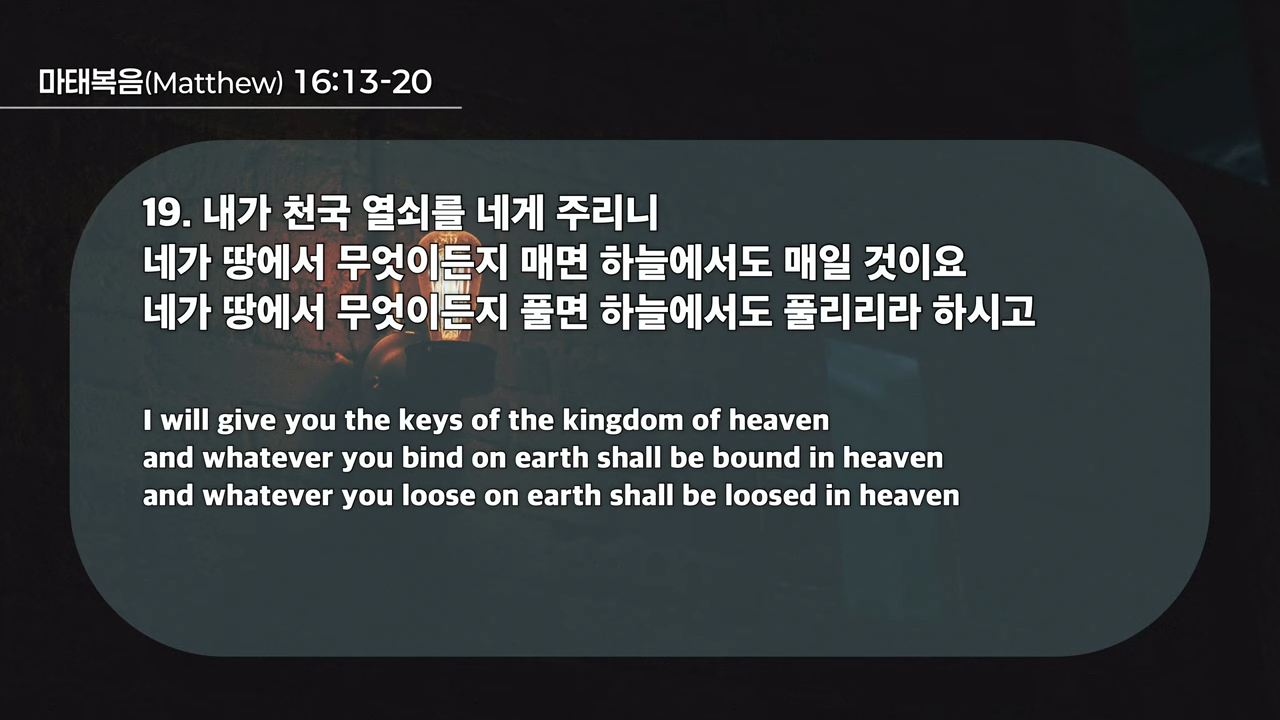 마태복음(Matthew) 16:13-20
19. 내가 천국 열쇠를 네게 주리니
네가 땅에서 무엇이든지 매면 하늘에서도 매일 것이요
네가 땅에서 무엇이든지 풀면 하늘에서도 풀리리라 하시고
I will give you the keys of the kingdom of heaven
and whatever you bind on earth shall be bound in heaven
and whatever you loose on earth shall be loosed in heaven